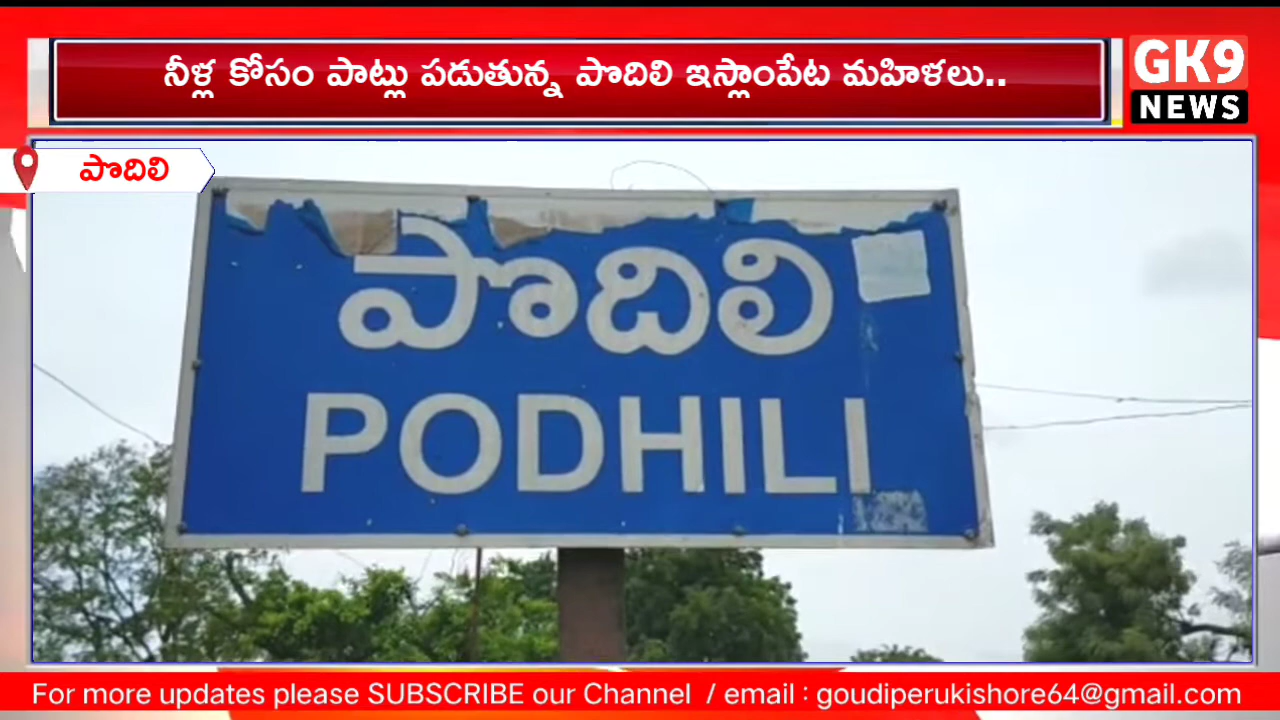 నీళ్ల కోసం పాట్లు పడుతున్న పొదిలి ఇస్లాంపేట మహిళలు..
GK9
NEWS
పొదిలి
పొదిలి
PODHILI
For more updates please SUBSCRIBE our Channel / email : goudiperukishore64@gmail.com